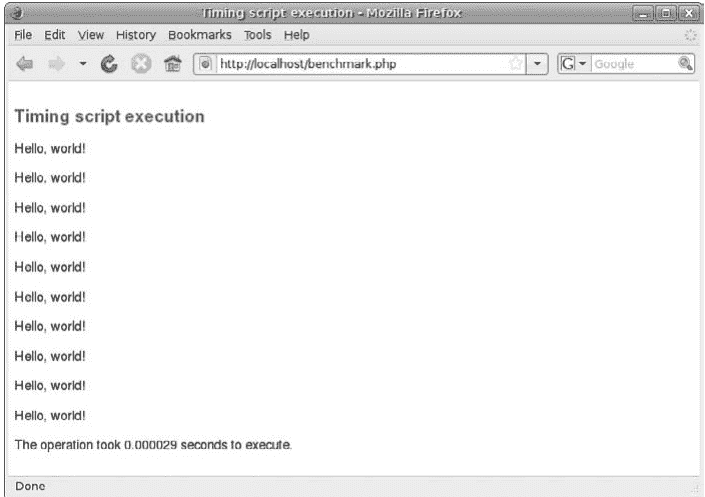 Timing script execution - Mozilla Firefox
File Edit View History Bookmarks Tools Help
http://localhost/benchmark.php G Google
Timing script execution
Hello, world!
Hello, world!
Hello, world!
Hello, world!
Hello, world!
Hello, world!
Hello, world!
Hello, world!
Hello, world!
Hello, world!
The operation took 0.000029 seconds to execute.
Done